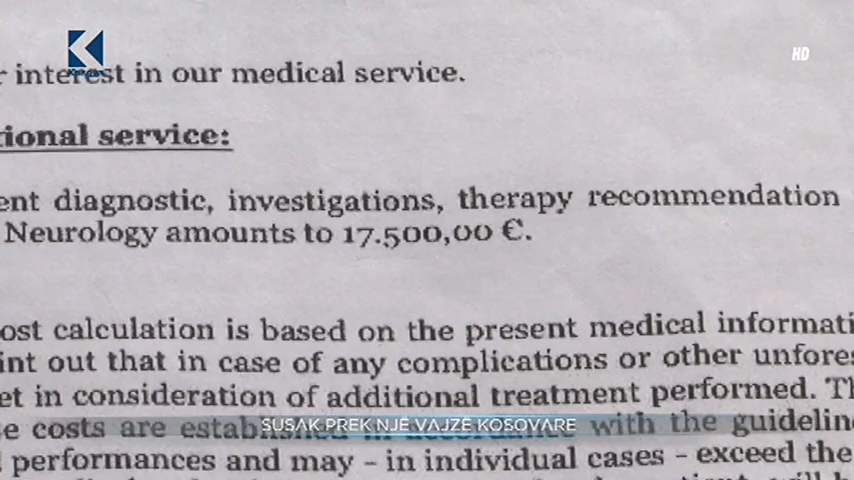 HD
r interest in our medical service.
tional service:
ent diagnostic, investigations, therapy recommendation
Neurology amounts to 17.500,00 €.
ost calculation is based on the present medical informati
int out that in case of any complications or other unfores
et in consideration of additional treatment performed. Th
e costs are established in accordance with the guideline
SUSAK PREK NJË VAJZË KOSOVARE
performances and may - in individual cases - exceed the